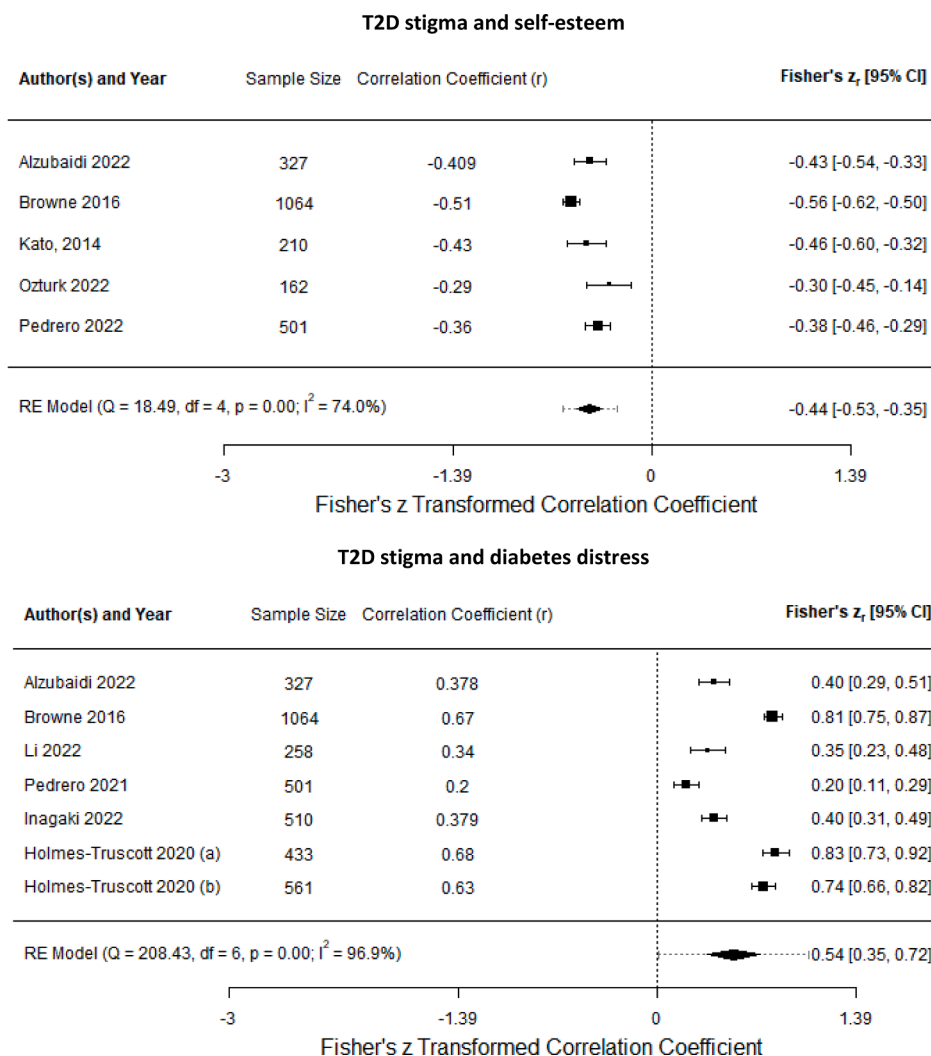 T2D stigma and self-esteem
Author(s) and Year Sample Size Correlation Coefficient (r) Fisher's zr [95% CI]
Alzubaidi 2022 327 -0.409 -0.43 [-0.54, -0.33]
Browne 2016 1064 -0.51 -0.56 [-0.62, -0.50]
Kato, 2014 210 -0.43 -0.46 [-0.60, -0.32]
Ozturk 2022 162 -0.29 -0.30 [-0.45, -0.14]
Pedrero 2022 501 -0.36 -0.38 [-0.46, -0.29]
RE Model (Q = 18.49, df = 4, p = 0.00; I² = 74.0%) -0.44 [-0.53, -0.35]
-3 -1.39 0 1.39
Fisher's z Transformed Correlation Coefficient
T2D stigma and diabetes distress
Author(s) and Year Sample Size Correlation Coefficient (r) Fisher's zr [95% CI]
Alzubaidi 2022 327 0.378 0.40 [0.29, 0.51]
Browne 2016 1064 0.67 0.81 [0.75, 0.87]
Li 2022 258 0.34 0.35 [0.23, 0.48]
Pedrero 2021 501 0.2 0.20 [0.11, 0.29]
Inagaki 2022 510 0.379 0.40 [0.31, 0.49]
Holmes-Truscott 2020 (a) 433 0.68 0.83 [0.73, 0.92]
Holmes-Truscott 2020 (b) 561 0.63 0.74 [0.66, 0.82]
RE Model (Q = 208.43, df = 6, p = 0.00; I² = 96.9%) 0.54 [0.35, 0.72]
-3 -1.39 0 1.39
Fisher's z Transformed Correlation Coefficient